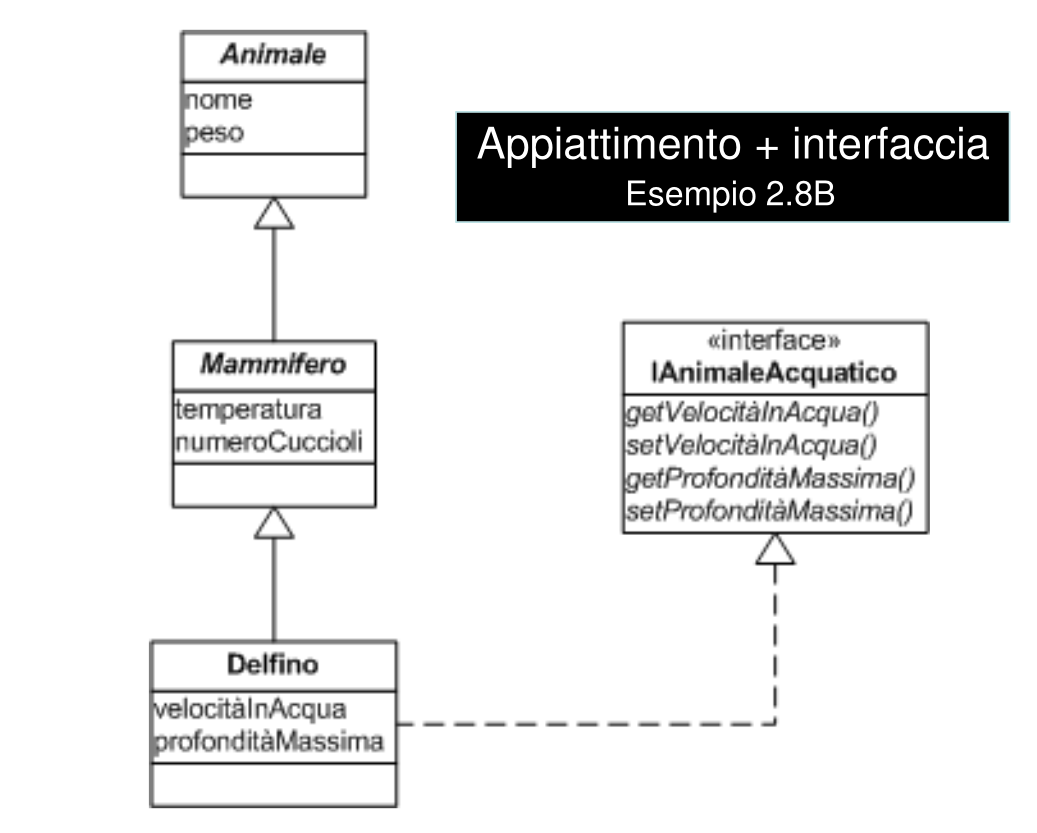 Animale
nome
peso
Appiattimento + interfaccia
Esempio 2.8B
Mammifero
temperatura
numeroCuccioli
«interface»
IAnimaleAcquatico
getVelocitàInAcqua()
setVelocitàInAcqua()
getProfonditàMassima()
setProfonditàMassima()
Delfino
velocitàInAcqua
profonditàMassima